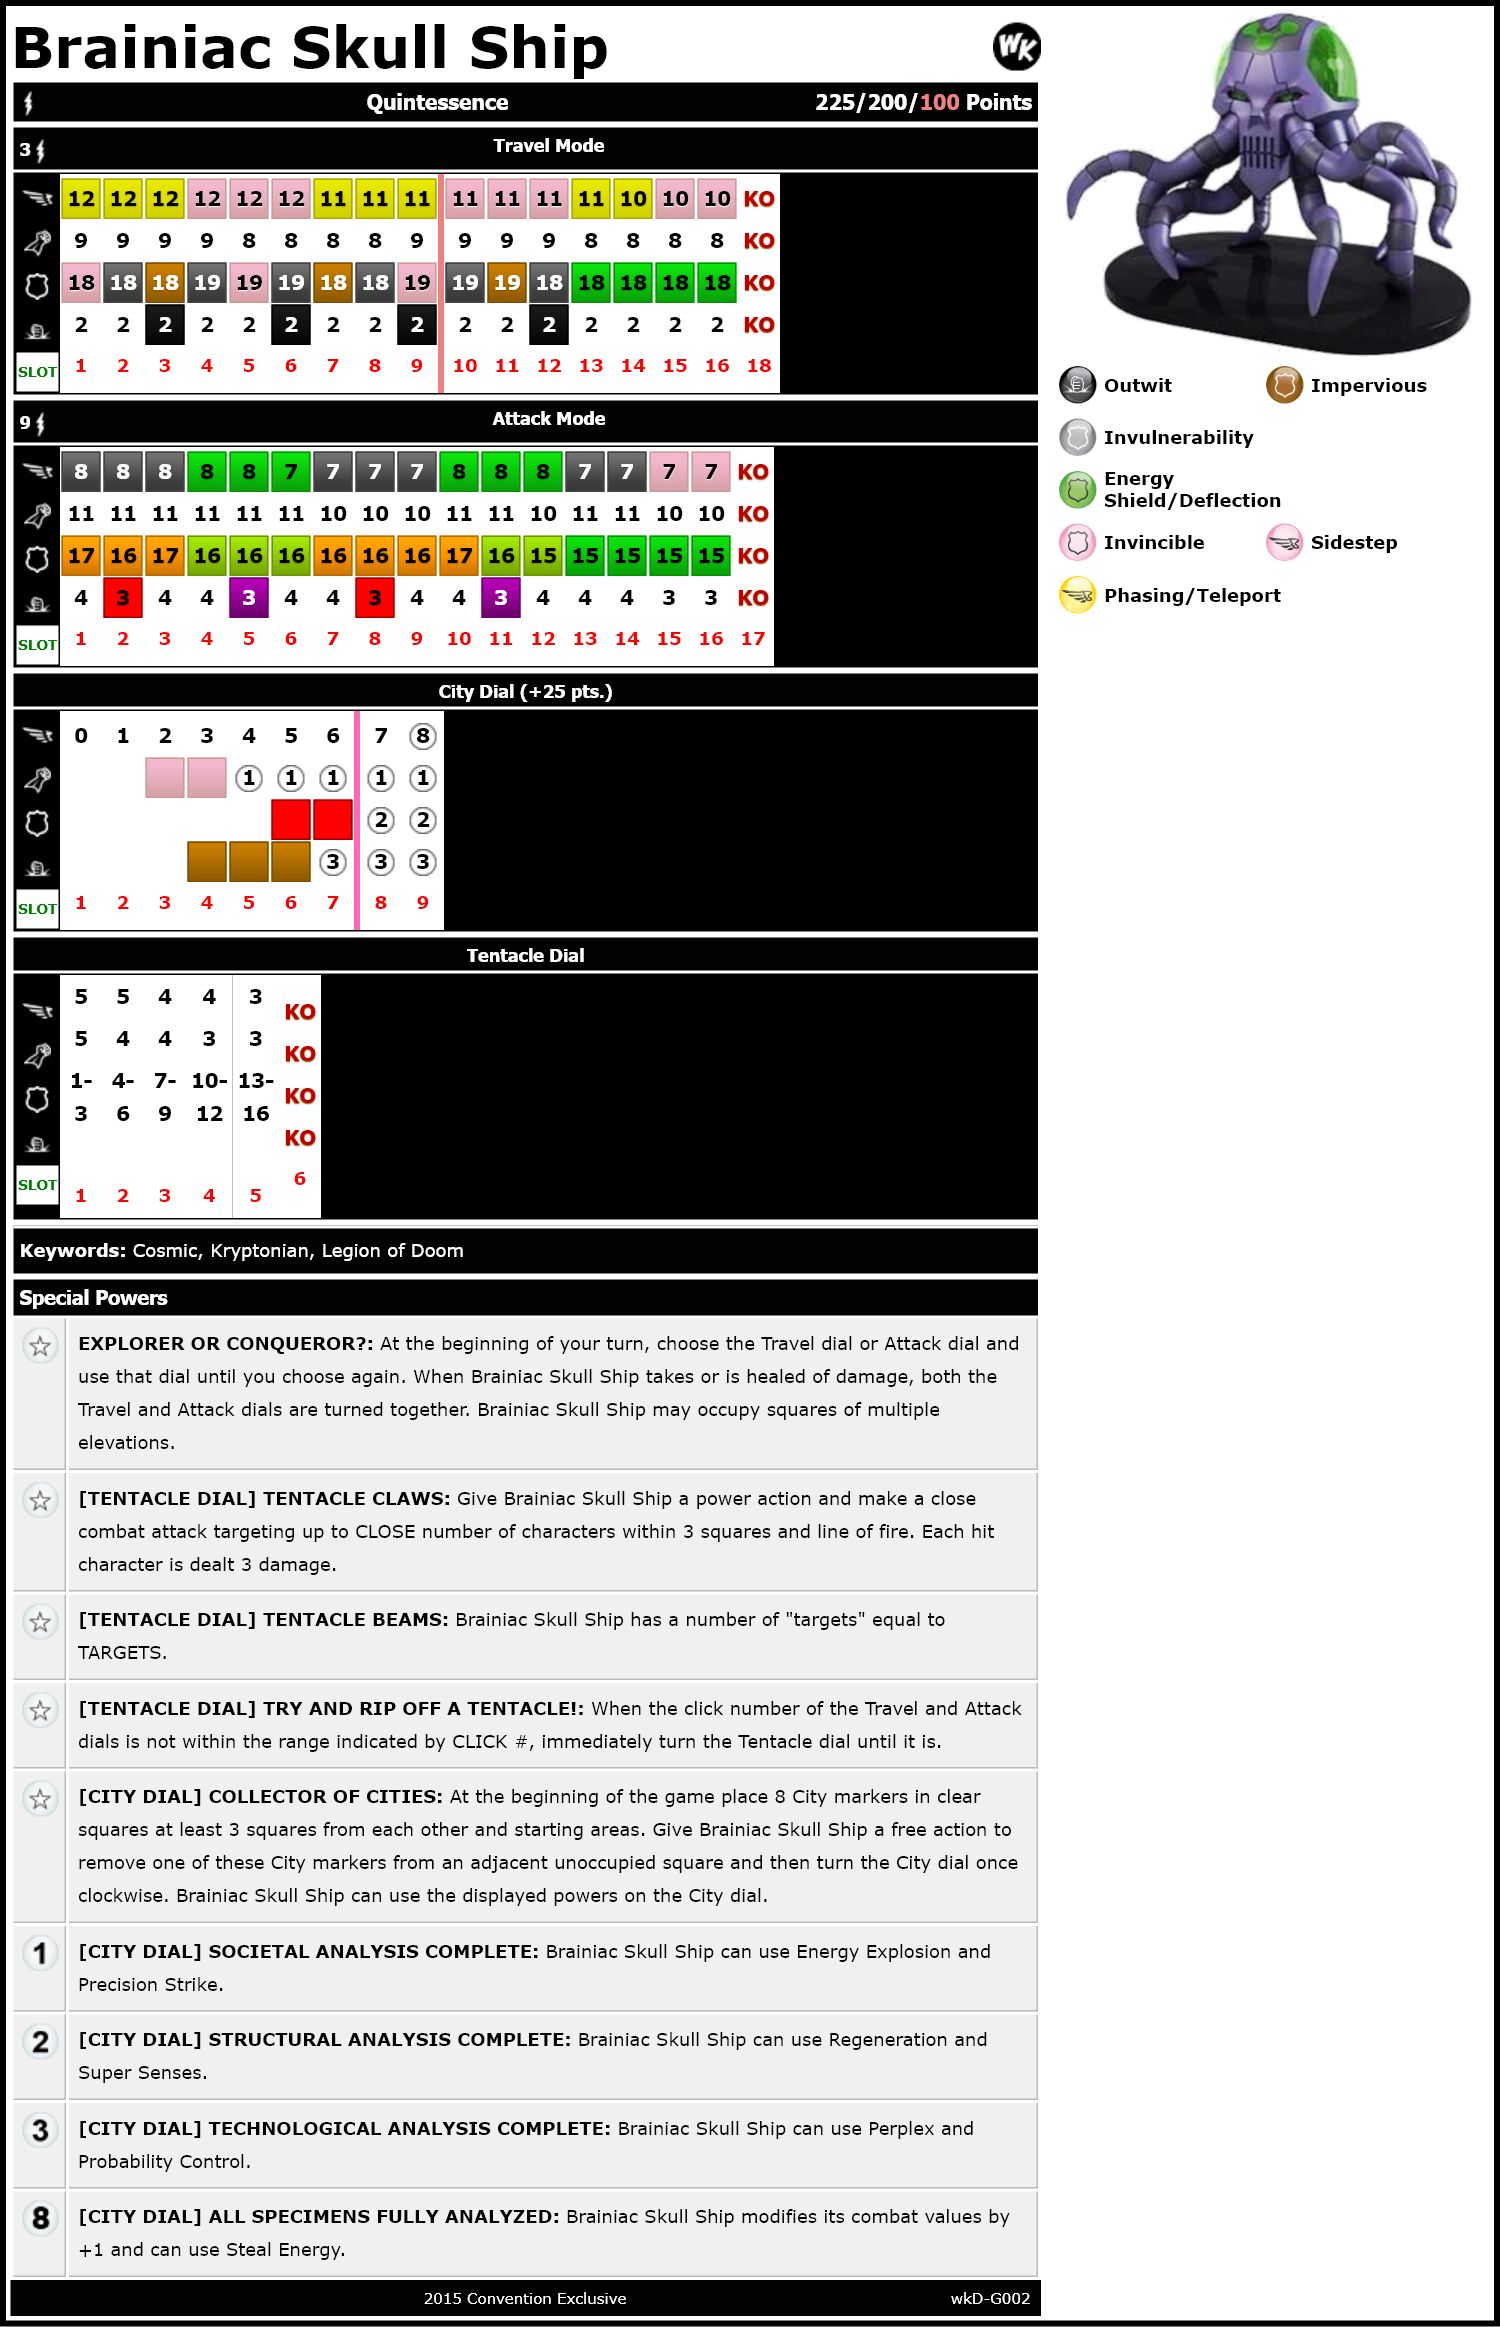 Brainiac Skull Ship
WK
Quintessence 225/200/100 Points
3 Travel Mode
12 12 12 12 12 12 11 11 11 11 11 11 11 10 10 10 KO
9 9 9 9 8 8 8 8 9 9 9 9 8 8 8 8 KO
18 18 18 19 19 19 18 18 19 19 19 18 18 18 18 18 KO
2 2 2 2 2 2 2 2 2 2 2 2 2 2 2 2 KO
SLOT 1 2 3 4 5 6 7 8 9 10 11 12 13 14 15 16 18
9 Attack Mode
8 8 8 8 8 7 7 7 7 8 8 8 7 7 7 7 KO
11 11 11 11 11 11 10 10 10 11 11 10 11 11 10 10 KO
17 16 17 16 16 16 16 16 16 17 16 15 15 15 15 15 KO
4 3 4 4 3 4 4 3 4 4 3 4 4 4 3 3 KO
SLOT 1 2 3 4 5 6 7 8 9 10 11 12 13 14 15 16 17
City Dial (+25 pts.)
0 1 2 3 4 5 6 7 8
1 1 1 1 1
2 2
3 3 3
SLOT 1 2 3 4 5 6 7 8 9
Tentacle Dial
5 5 4 4 3 KO
5 4 4 3 3 KO
1- 4- 7- 10- 13- KO
3 6 9 12 16
KO
SLOT 1 2 3 4 5 6
Outwit Impervious
Invulnerability
Energy
Shield/Deflection
Invincible Sidestep
Phasing/Teleport
Keywords: Cosmic, Kryptonian, Legion of Doom
Special Powers
EXPLORER OR CONQUEROR?: At the beginning of your turn, choose the Travel dial or Attack dial and
use that dial until you choose again. When Brainiac Skull Ship takes or is healed of damage, both the
Travel and Attack dials are turned together. Brainiac Skull Ship may occupy squares of multiple
elevations.
[TENTACLE DIAL] TENTACLE CLAWS: Give Brainiac Skull Ship a power action and make a close
combat attack targeting up to CLOSE number of characters within 3 squares and line of fire. Each hit
character is dealt 3 damage.
[TENTACLE DIAL] TENTACLE BEAMS: Brainiac Skull Ship has a number of "targets" equal to
TARGETS.
[TENTACLE DIAL] TRY AND RIP OFF A TENTACLE!: When the click number of the Travel and Attack
dials is not within the range indicated by CLICK #, immediately turn the Tentacle dial until it is.
[CITY DIAL] COLLECTOR OF CITIES: At the beginning of the game place 8 City markers in clear
squares at least 3 squares from each other and starting areas. Give Brainiac Skull Ship a free action to
remove one of these City markers from an adjacent unoccupied square and then turn the City dial once
clockwise. Brainiac Skull Ship can use the displayed powers on the City dial.
1 [CITY DIAL] SOCIETAL ANALYSIS COMPLETE: Brainiac Skull Ship can use Energy Explosion and
Precision Strike.
2 [CITY DIAL] STRUCTURAL ANALYSIS COMPLETE: Brainiac Skull Ship can use Regeneration and
Super Senses.
3 [CITY DIAL] TECHNOLOGICAL ANALYSIS COMPLETE: Brainiac Skull Ship can use Perplex and
Probability Control.
8 [CITY DIAL] ALL SPECIMENS FULLY ANALYZED: Brainiac Skull Ship modifies its combat values by
+1 and can use Steal Energy.
2015 Convention Exclusive wkD-G002